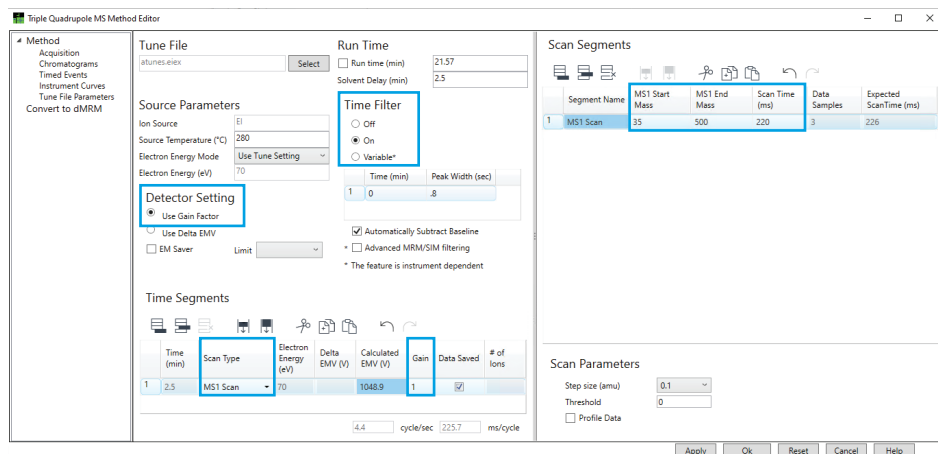 Triple Quadrupole MS Method Editor
Method
Acquisition
Chromatograms
Timed Events
Instrument Curves
Tune File Parameters
Convert to dMRM
Tune File
atunes.eiex
Select
Run Time
Run time (min)
21.57
Solvent Delay (min)
2.5
Source Parameters
Ion Source
EI
Source Temperature (°C)
280
Electron Energy Mode
Use Tune Setting
Electron Energy (eV)
70
Time Filter
Off
On
Variable*
Time (min) Peak Width (sec)
1 0 .8
Detector Setting
Use Gain Factor
Use Delta EMV
EM Saver
Limit
Automatically Subtract Baseline
* Advanced MRM/SIM filtering
* The feature is instrument dependent
Time Segments
Time (min) Scan Type Electron Energy (eV) Delta EMV (V) Calculated EMV (V) Gain Data Saved # of Ions
1 2.5 MS1 Scan 70 1048.9 1
4.4 cycle/sec 225.7 ms/cycle
Scan Segments
Segment Name MS1 Start Mass MS1 End Mass Scan Time (ms) Data Samples Expected ScanTime (ms)
1 MS1 Scan 35 500 220 3 226
Scan Parameters
Step size (amu)
0.1
Threshold
0
Profile Data
Apply Ok Reset Cancel Help